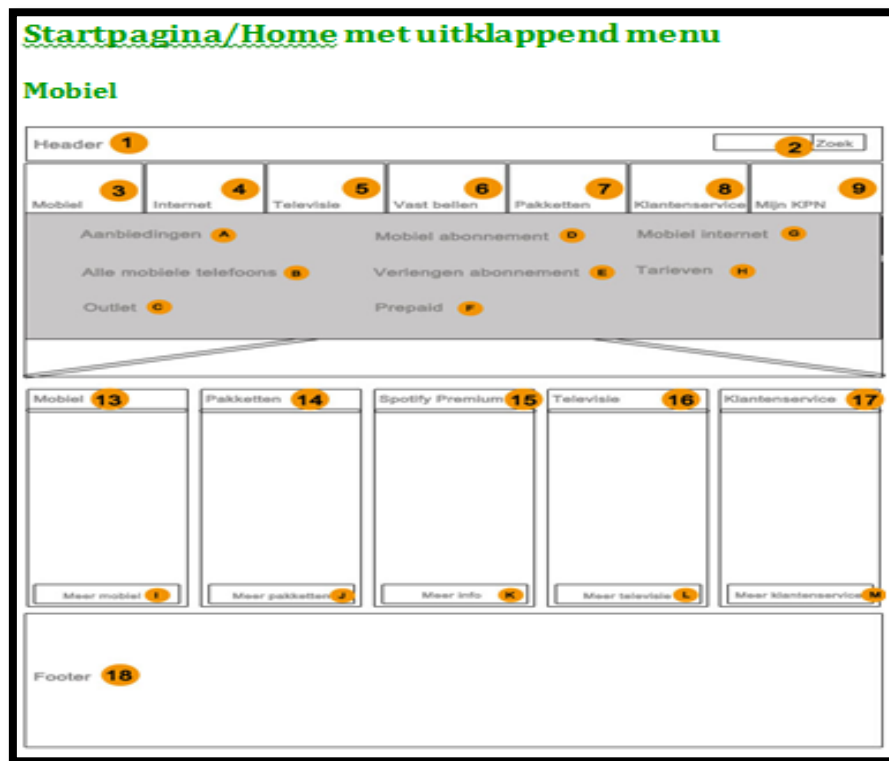 Startpagina/Home met uitklappend menu
Mobiel
Header 1 2 Zoek
3 4 5 6 7 8 9
Mobiel Internet Televisie Vast bellen Pakketten Klantenservice Mijn KPN
Aanbiedingen A Mobiel abonnement D Mobiel internet G
Alle mobiele telefoons B Verlengen abonnement E Tarieven H
Outlet C Prepaid F
Mobiel 13 Pakketten 14 Spotify Premium 15 Televisie 16 Klantenservice 17
Meer mobiel I Meer pakketten J Meer info K Meer televisie L Meer klantenservice M
Footer 18